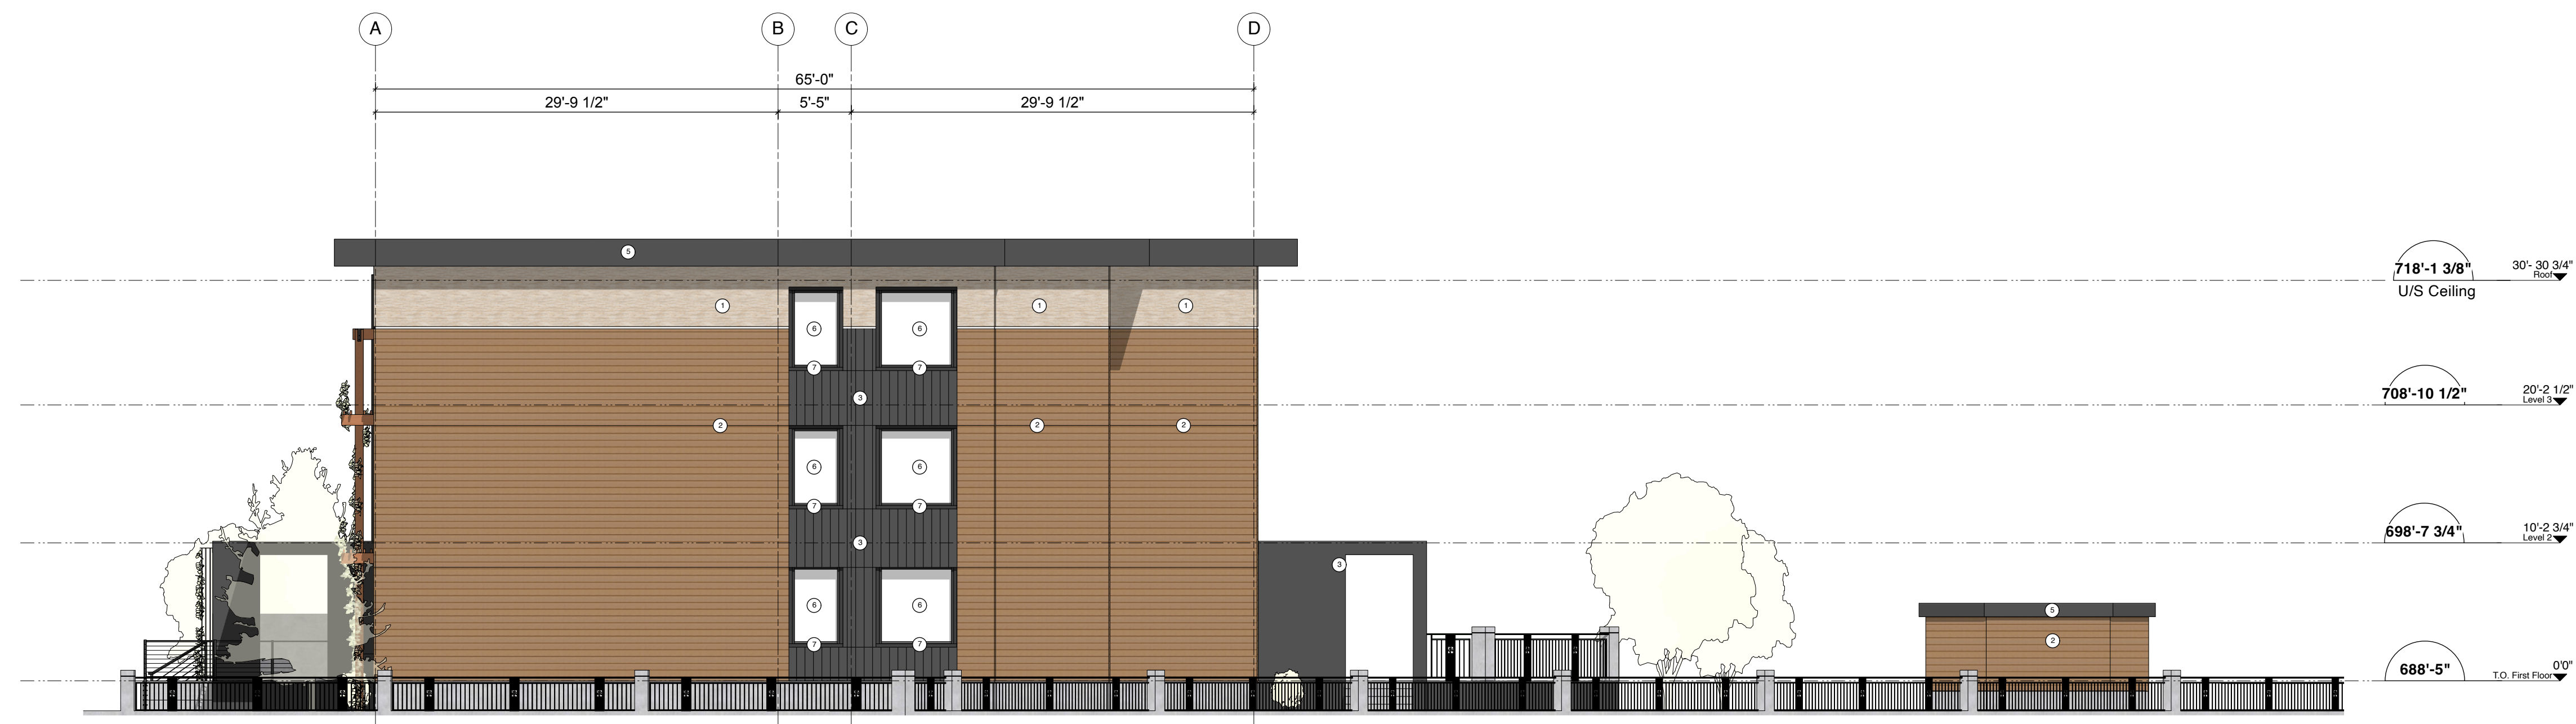 A B C D
65'-0"
29'-9 1/2" 5'-5" 29'-9 1/2"
5
718'-1 3/8" 30'- 30 3/4"
Roof
U/S Ceiling
1 1 1
6 6
7 7
708'-10 1/2" 20'-2 1/2"
Level 3
3
2 2 2
6 6
7 7
698'-7 3/4" 10'-2 3/4"
Level 2
3
3
6 6
5
7 7
2
688'-5" 0'0"
T.O. First Floor